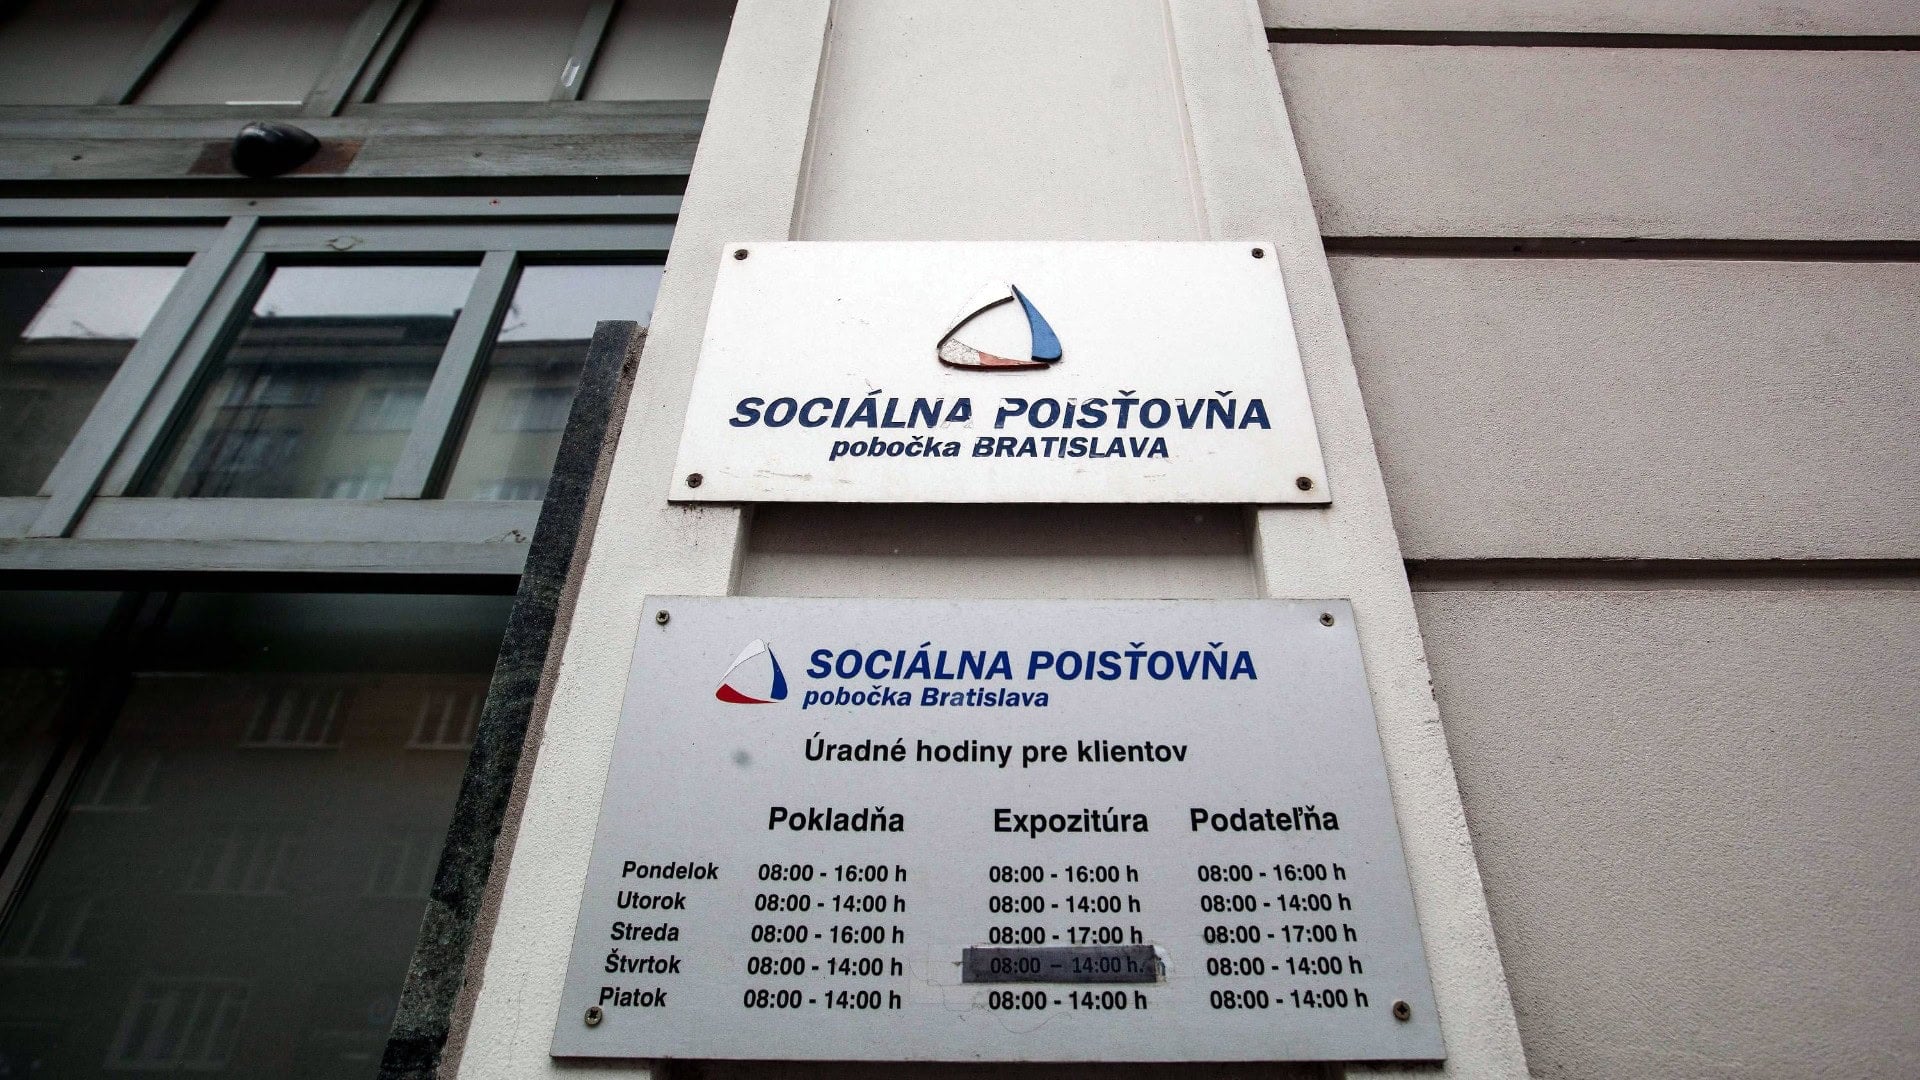 SOCIÁLNA POISŤOVŇA
pobočka BRATISLAVA
SOCIÁLNA POISŤOVŇA
pobočka Bratislava
Úradné hodiny pre klientov
Pokladňa Expozitúra Podateľňa
Pondelok 08:00 - 16:00 h 08:00 - 16:00 h 08:00 - 16:00 h
Utorok 08:00 - 14:00 h 08:00 - 14:00 h 08:00 - 14:00 h
Streda 08:00 - 16:00 h 08:00 - 17:00 h 08:00 - 17:00 h
Štvrtok 08:00 - 14:00 h 08:00 – 14:00 h. 08:00 - 14:00 h
Piatok 08:00 - 14:00 h 08:00 - 14:00 h 08:00 - 14:00 h